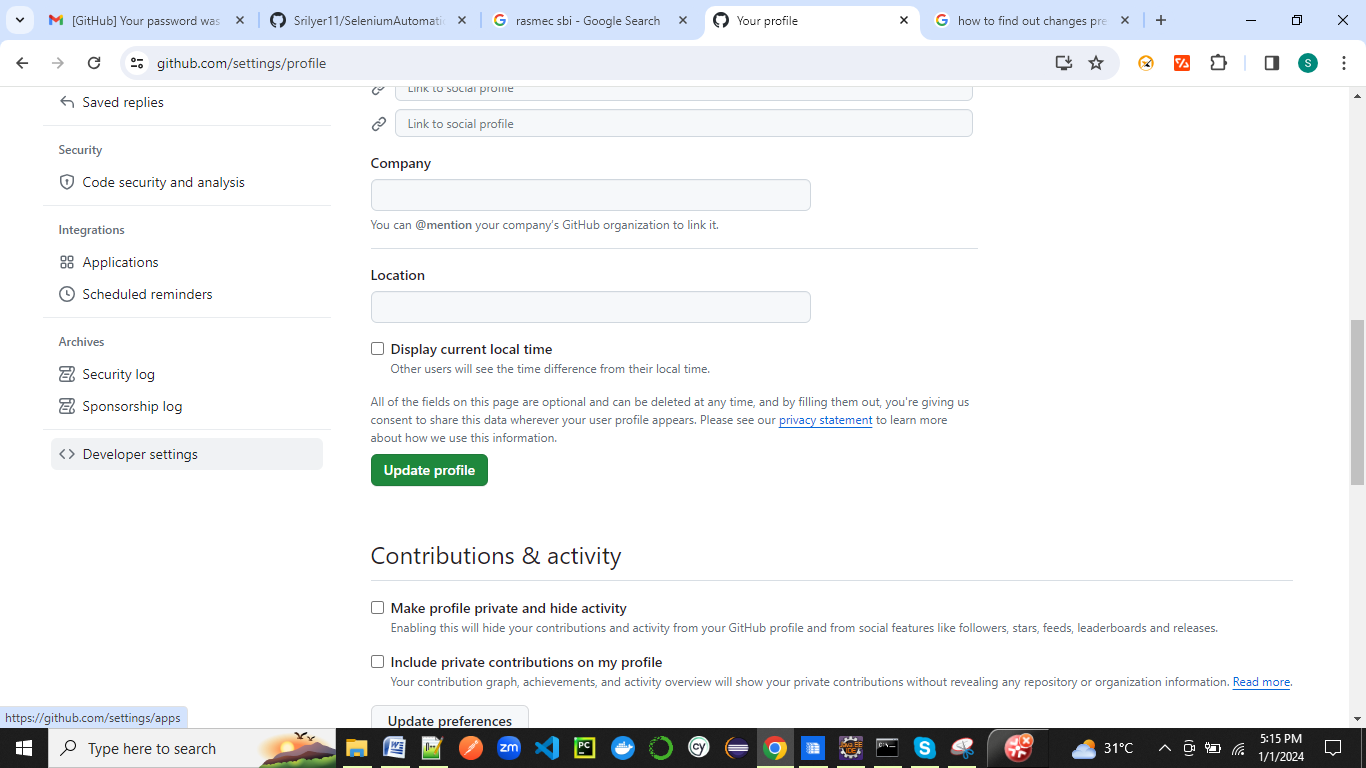 [GitHub] Your password was
Srilyer11/SeleniumAutomatic
rasmec sbi - Google Search
Your profile
how to find out changes pre
github.com/settings/profile
S
Saved replies
Security
Code security and analysis
Integrations
Applications
Scheduled reminders
Archives
Security log
Sponsorship log
Developer settings
Link to social profile
Link to social profile
Company
You can @mention your company's GitHub organization to link it.
Location
Display current local time
Other users will see the time difference from their local time.
All of the fields on this page are optional and can be deleted at any time, and by filling them out, you're giving us
consent to share this data wherever your user profile appears. Please see our privacy statement to learn more
about how we use this information.
Update profile
Contributions & activity
Make profile private and hide activity
Enabling this will hide your contributions and activity from your GitHub profile and from social features like followers, stars, feeds, leaderboards and releases.
Include private contributions on my profile
Your contribution graph, achievements, and activity overview will show your private contributions without revealing any repository or organization information. Read more.
Update preferences
https://github.com/settings/apps
Type here to search
zm
PC
cy
31°C
5:15 PM
1/1/2024